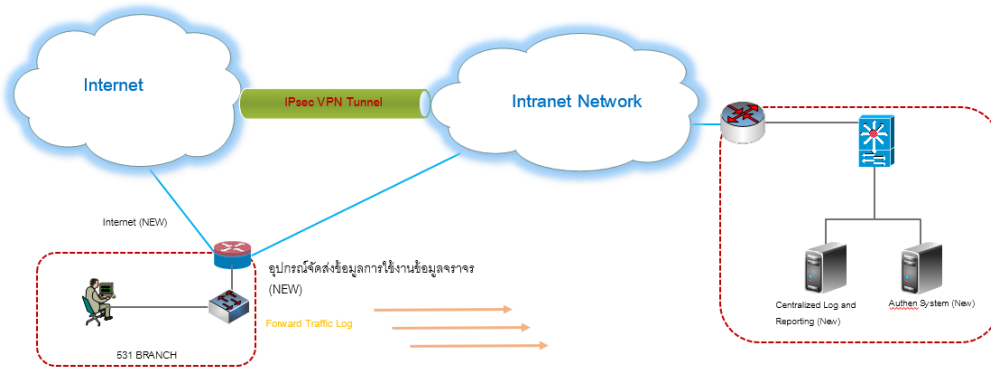 Internet
IPsec VPN Tunnel
Intranet Network
Internet (NEW)
อุปกรณ์จัดส่งข้อมูลการใช้งานข้อมูลจราจร
(NEW)
Forward Traffic Log
531 BRANCH
Centralized Log and
Reporting (New)
Authen System (New)